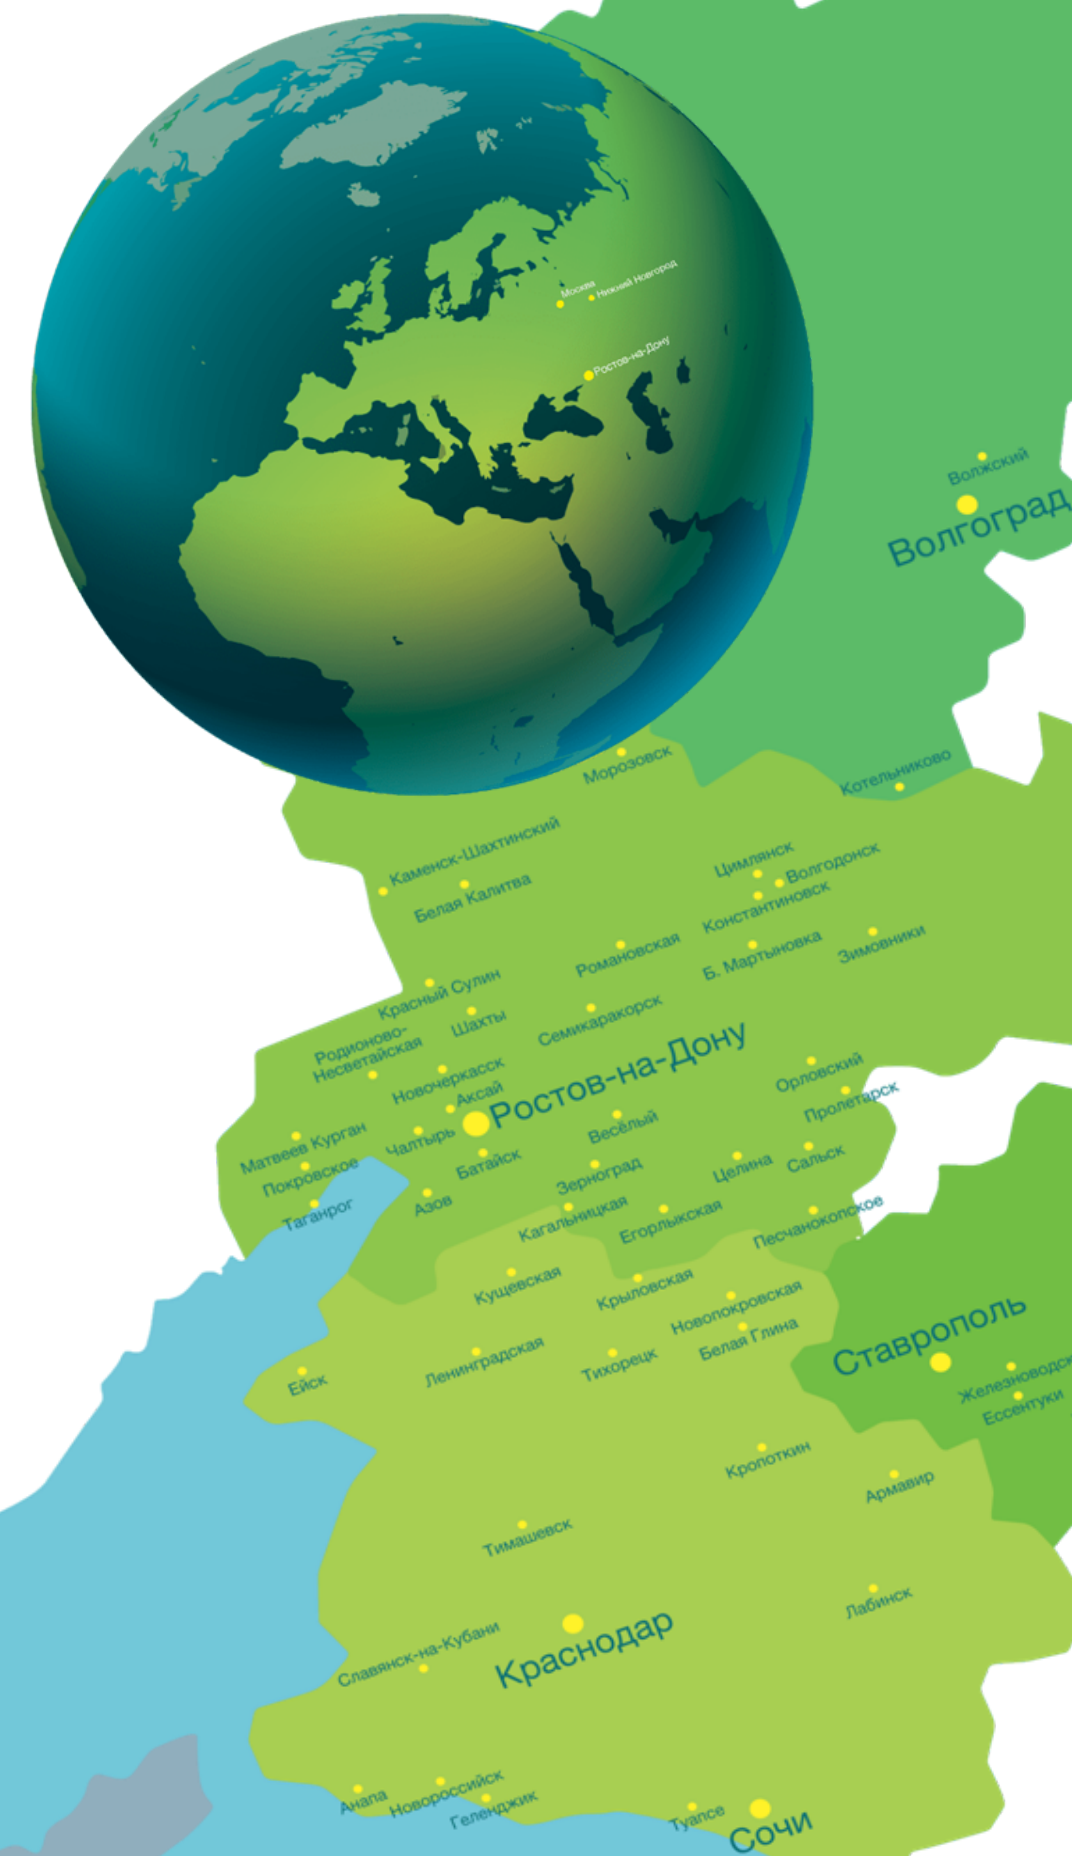 Москва
Нижний Новгород
Ростов-на-Дону
Волжский
Волгоград
Морозовск
Котельниково
Каменск-Шахтинский
Белая Калитва
Цимлянск
Волгодонск
Константиновск
Романовская
Б. Мартыновка
Зимовники
Красный Сулин
Шахты
Семикаракорск
Родионово-
Несветайская
Новочеркасск
Аксай
Ростов-на-Дону
Орловский
Пролетарск
Матвеев Курган
Чалтырь
Весёлый
Покровское
Батайск
Зерноград
Целина
Сальск
Таганрог
Азов
Кагальницкая
Егорлыкская
Песчанокопское
Кущевская
Крыловская
Новопокровская
Белая Глина
Ставрополь
Ленинградская
Тихорецк
Ейск
Железноводск
Ессентуки
Кропоткин
Армавир
Тимашевск
Лабинск
Славянск-на-Кубани
Краснодар
Анапа
Новороссийск
Геленджик
Туапсе
Сочи